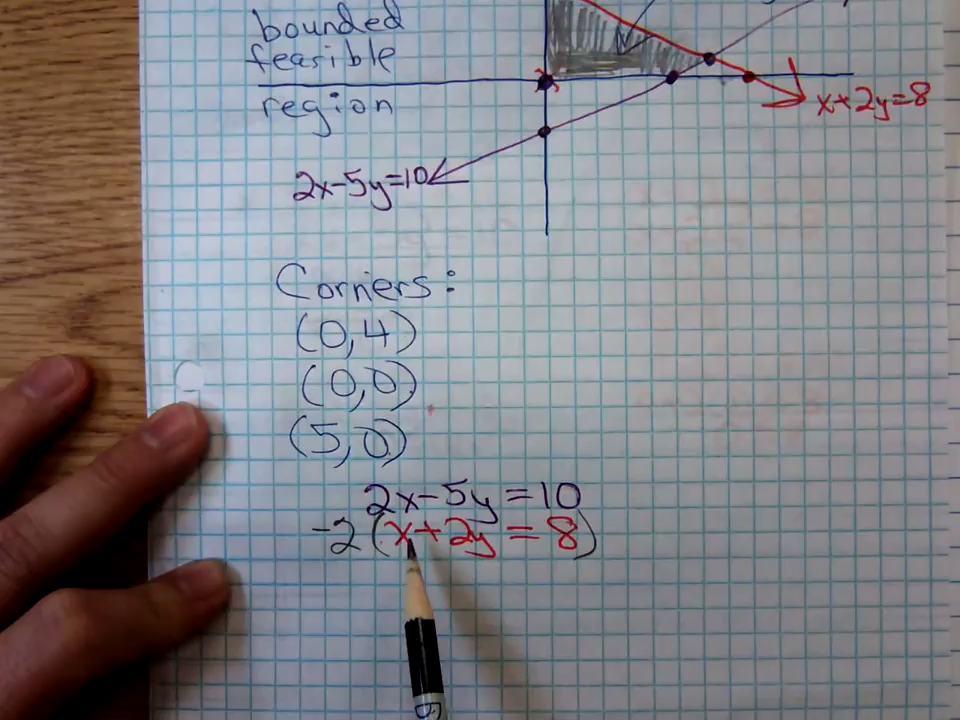 bounded
feasible
region
x+2y=8
2x-5y=10
Corners:
(0,4)
(0,0)
(5,0)
2x-5y=10
-2(x+2y=8)